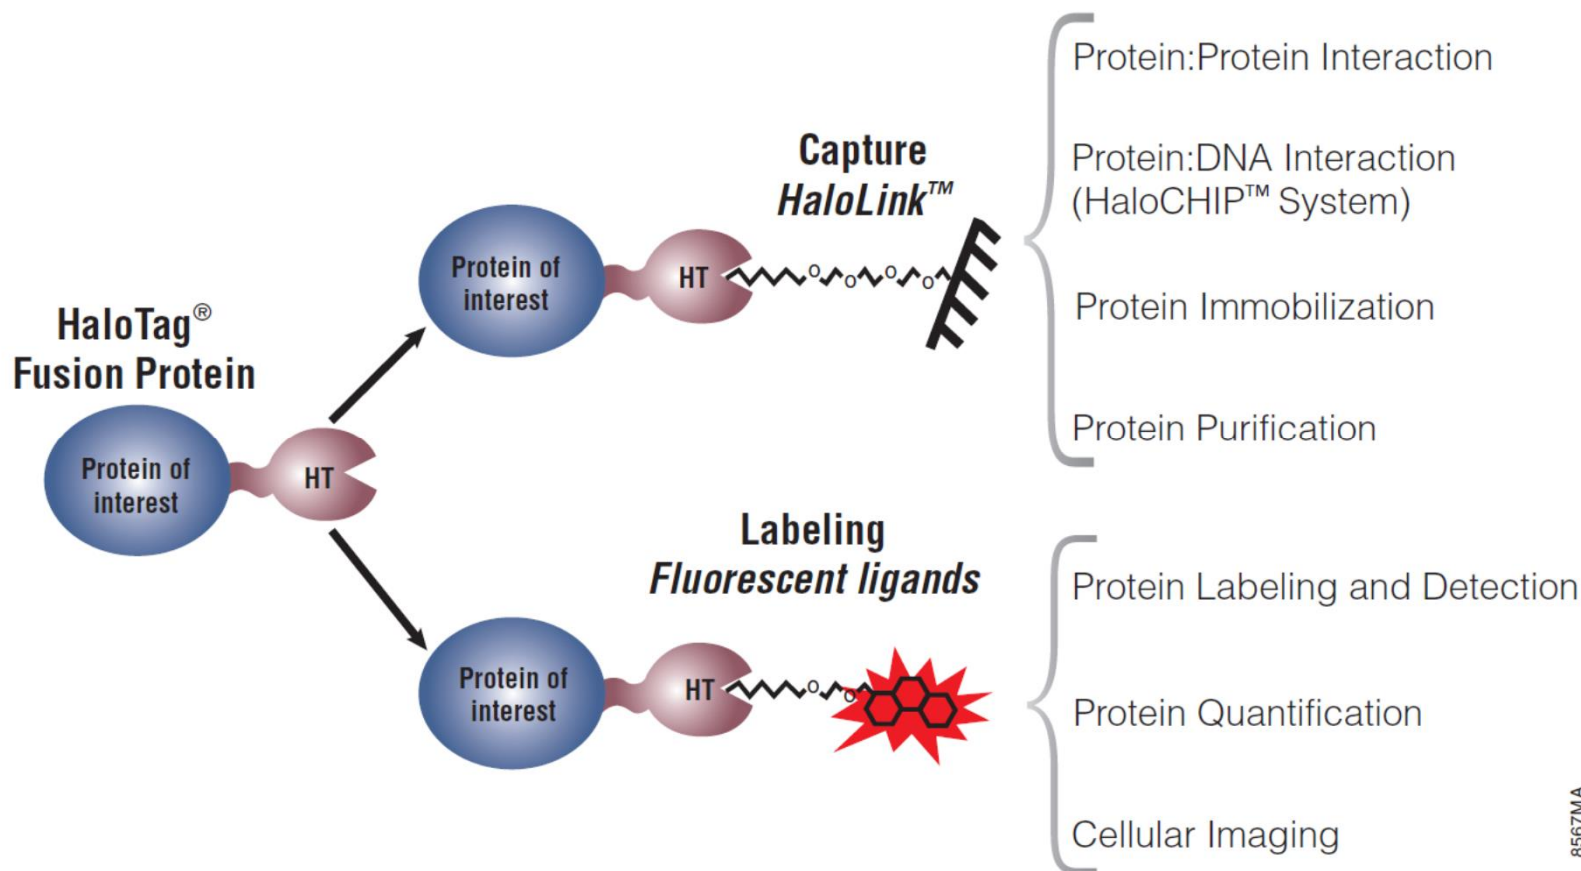 HaloTag®
Fusion Protein
Protein of
interest
HT
Capture
HaloLink™
Protein of
interest
HT
o
o
o
o
Protein:Protein Interaction
Protein:DNA Interaction
(HaloCHIP™ System)
Protein Immobilization
Protein Purification
Labeling
Fluorescent ligands
Protein of
interest
HT
o
o
Protein Labeling and Detection
Protein Quantification
Cellular Imaging
8567MA